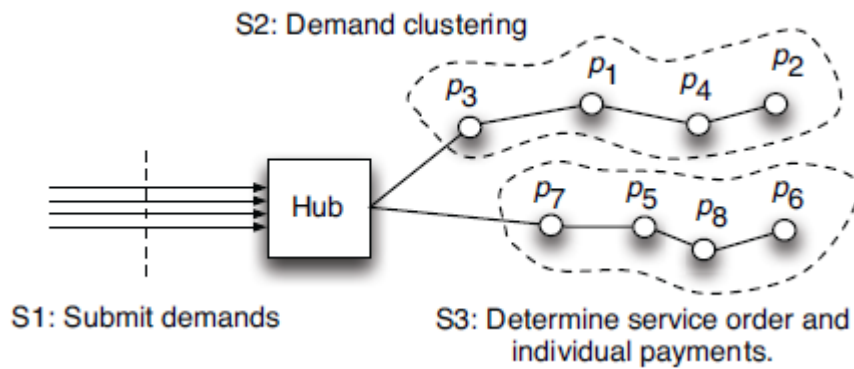 S2: Demand clustering
p3 p1 p4 p2
Hub
p7 p5 p8 p6
S1: Submit demands
S3: Determine service order and
individual payments.